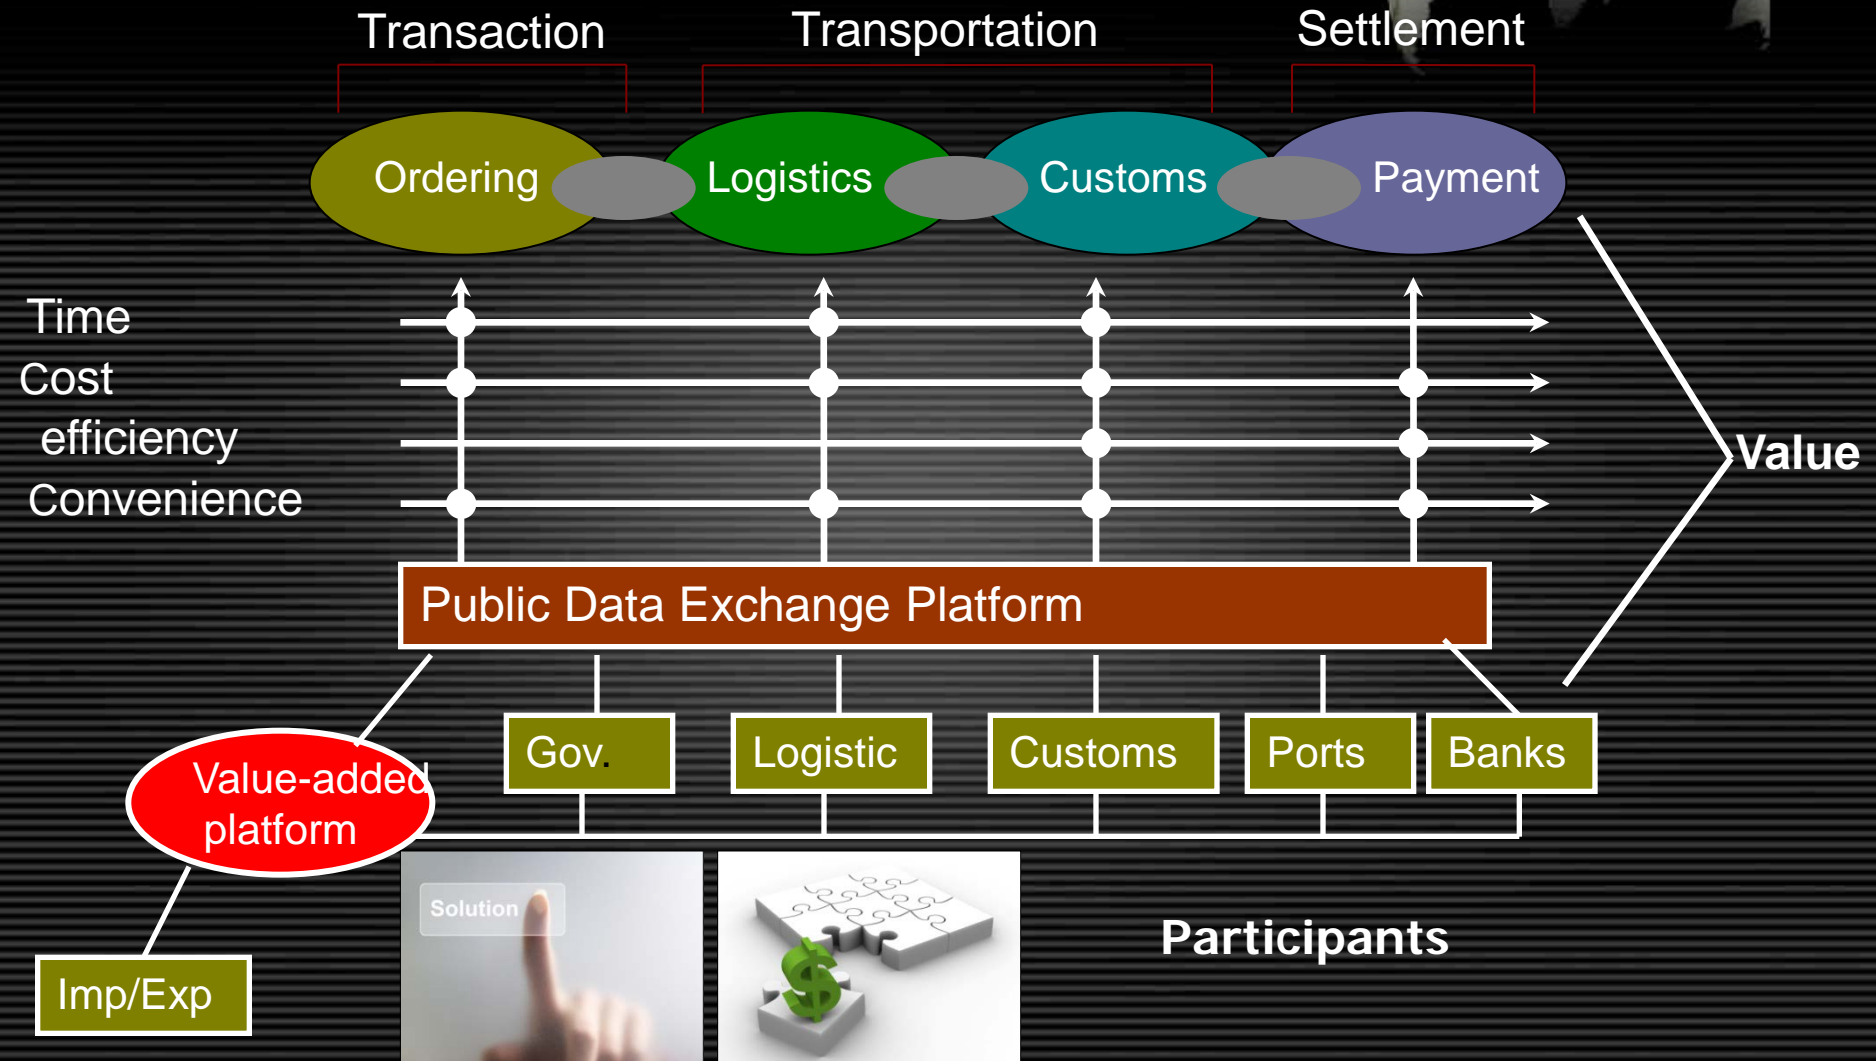 Transaction Transportation Settlement
Ordering Logistics Customs Payment
Time
Cost
efficiency
Convenience
Value
Public Data Exchange Platform
Gov. Logistic Customs Ports Banks
Value-added
platform
Solution
Participants
Imp/Exp